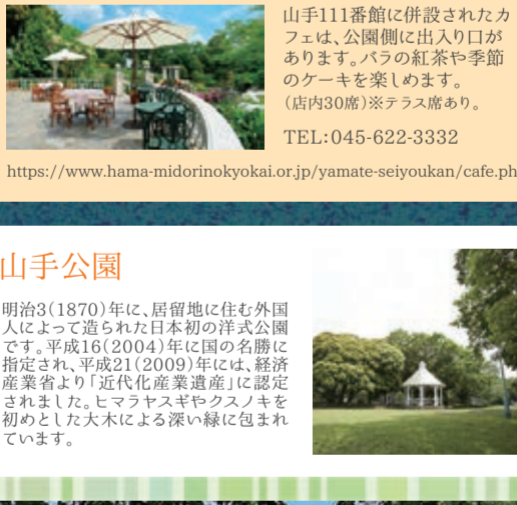 山手111番館に併設されたカ
フェは、公園側に出入り口が
あります。バラの紅茶や季節
のケーキを楽しめます。
(店内30席)※テラス席あり。
TEL:045-622-3332
https://www.hama-midorinokyokai.or.jp/yamate-seiyoukan/cafe.ph
山手公園
明治3(1870)年に、居留地に住む外国
人によって造られた日本初の洋式公園
です。平成16(2004)年に国の名勝に
指定され、平成21(2009)年には、経済
産業省より「近代化産業遺産」に認定
されました。ヒマラヤスギやクスノキを
初めとした大木による深い緑に包まれ
ています。